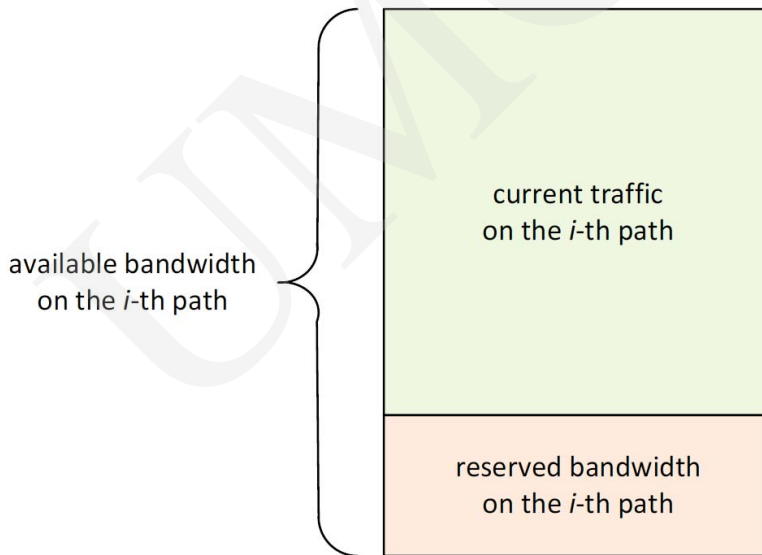 current traffic
on the i-th path
available bandwidth
on the i-th path
reserved bandwidth
on the i-th path